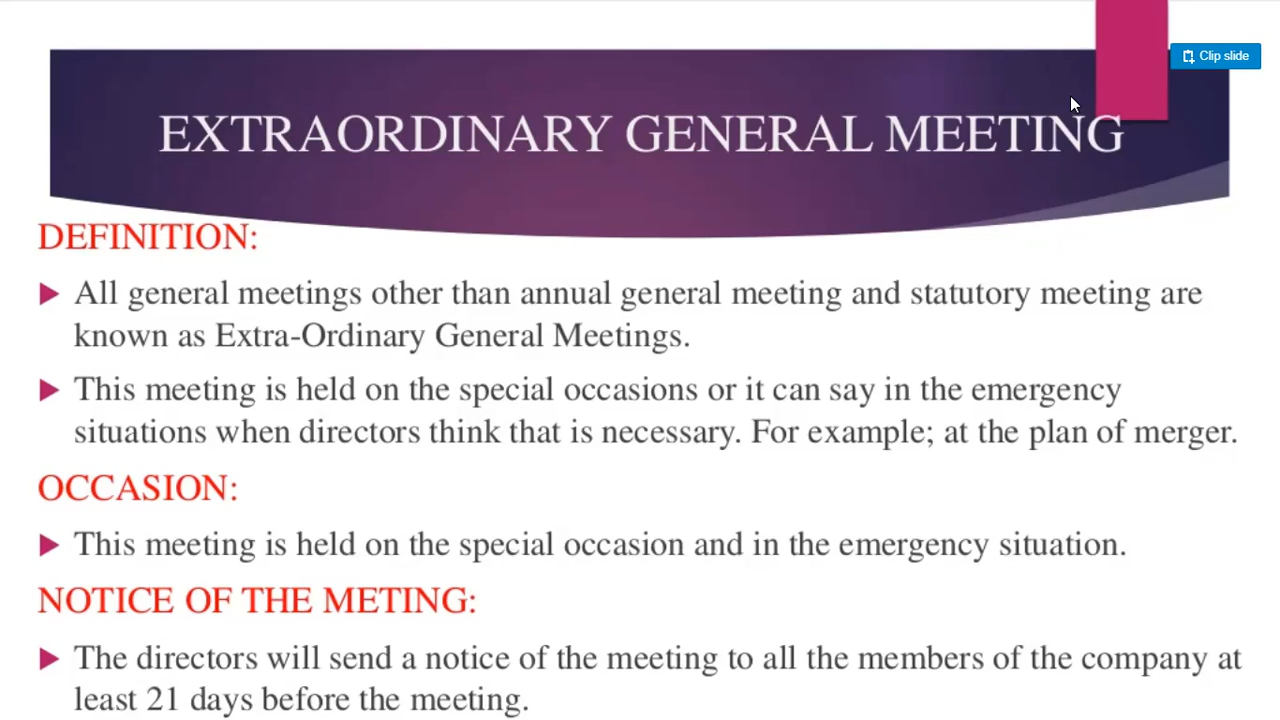 Clip slide
EXTRAORDINARY GENERAL MEETING
DEFINITION:
All general meetings other than annual general meeting and statutory meeting are
known as Extra-Ordinary General Meetings.
This meeting is held on the special occasions or it can say in the emergency
situations when directors think that is necessary. For example; at the plan of merger.
OCCASION:
This meeting is held on the special occasion and in the emergency situation.
NOTICE OF THE METING:
The directors will send a notice of the meeting to all the members of the company at
least 21 days before the meeting.